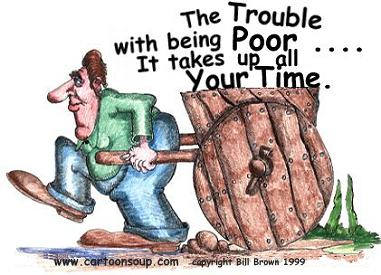 The Trouble
with being Poor ....
It takes up all
Your Time.
www.cartoonsoup.com copyright Bill Brown 1999